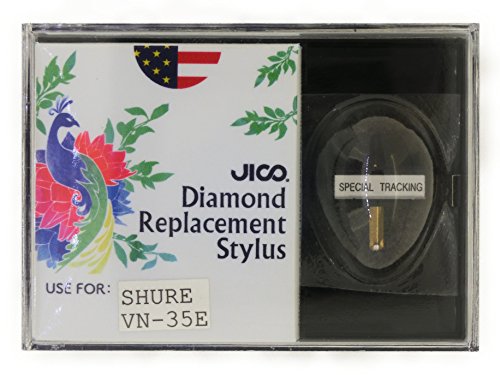 JICO.
Diamond
Replacement
Stylus
USE FOR: SHURE
VN-35E
SPECIAL TRACKING